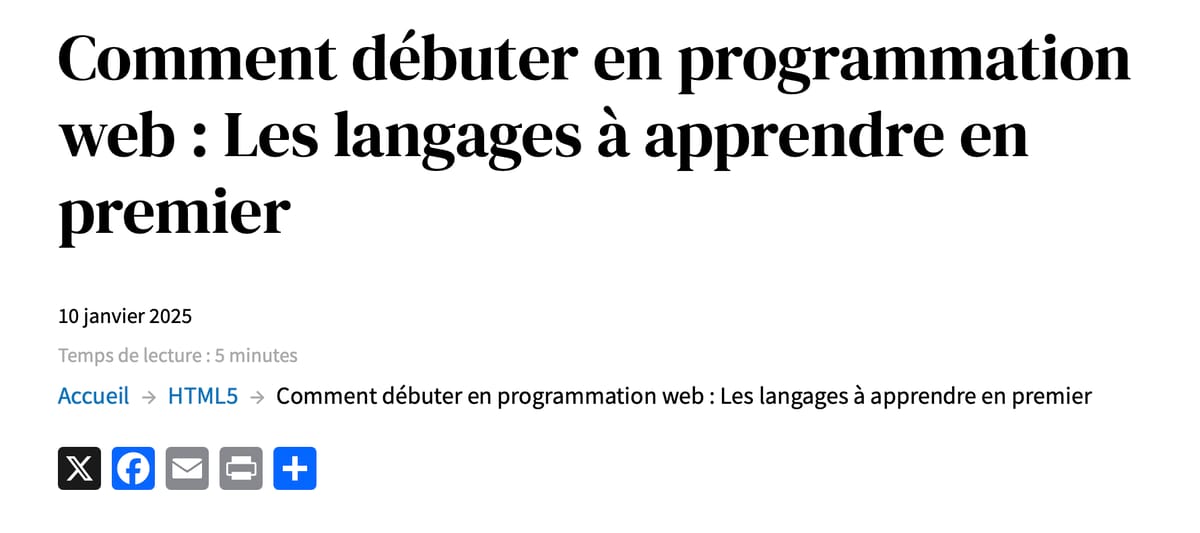 Comment débuter en programmation
web : Les langages à apprendre en
premier
10 janvier 2025
Temps de lecture : 5 minutes
Accueil → HTML5 → Comment débuter en programmation web : Les langages à apprendre en premier